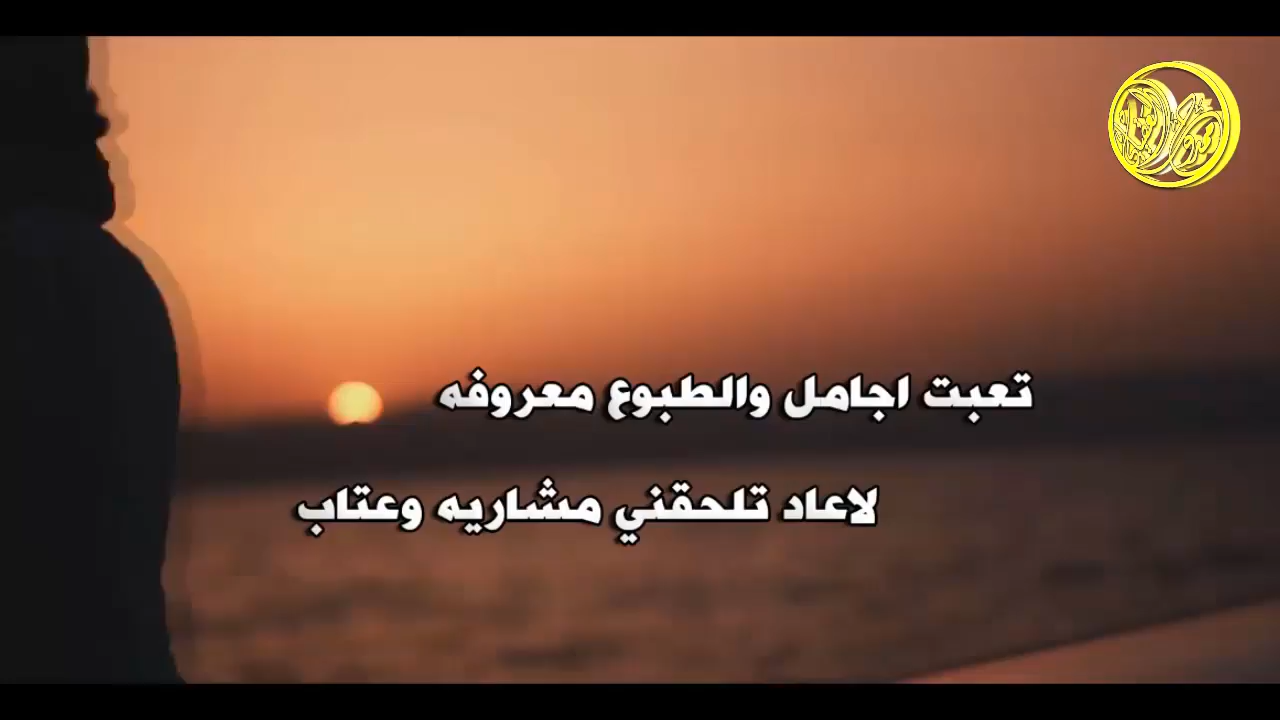 تعبت اجامل والطبوع معروفه
لاعاد تلحقني مشاريه وعتاب